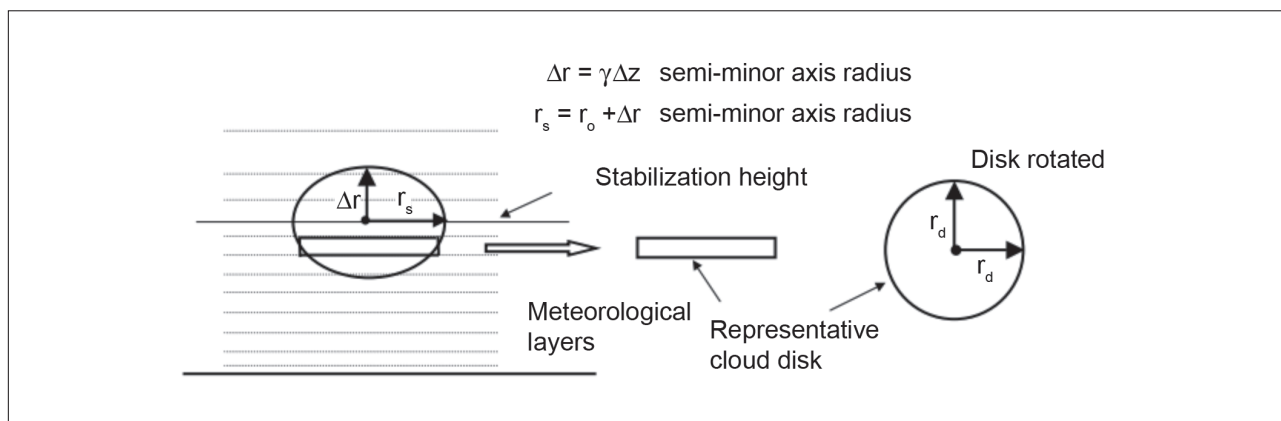 Δr = γΔz semi-minor axis radius
r_s = r_o +Δr semi-minor axis radius
Disk rotated
Stabilization height
Δr
r_s
r_d
r_d
Meteorological
layers
Representative
cloud disk